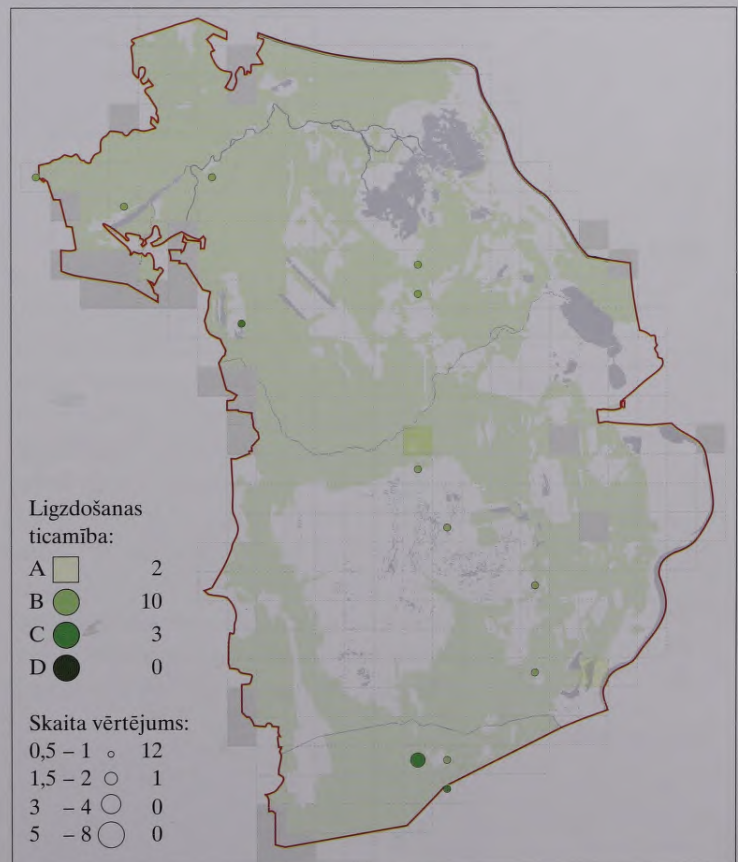 Ligzdošanas
ticamība:
A 2
B 10
C 3
D 0
Skaita vērtējums:
0,5 – 1 12
1,5 – 2 1
3 – 4 0
5 – 8 0